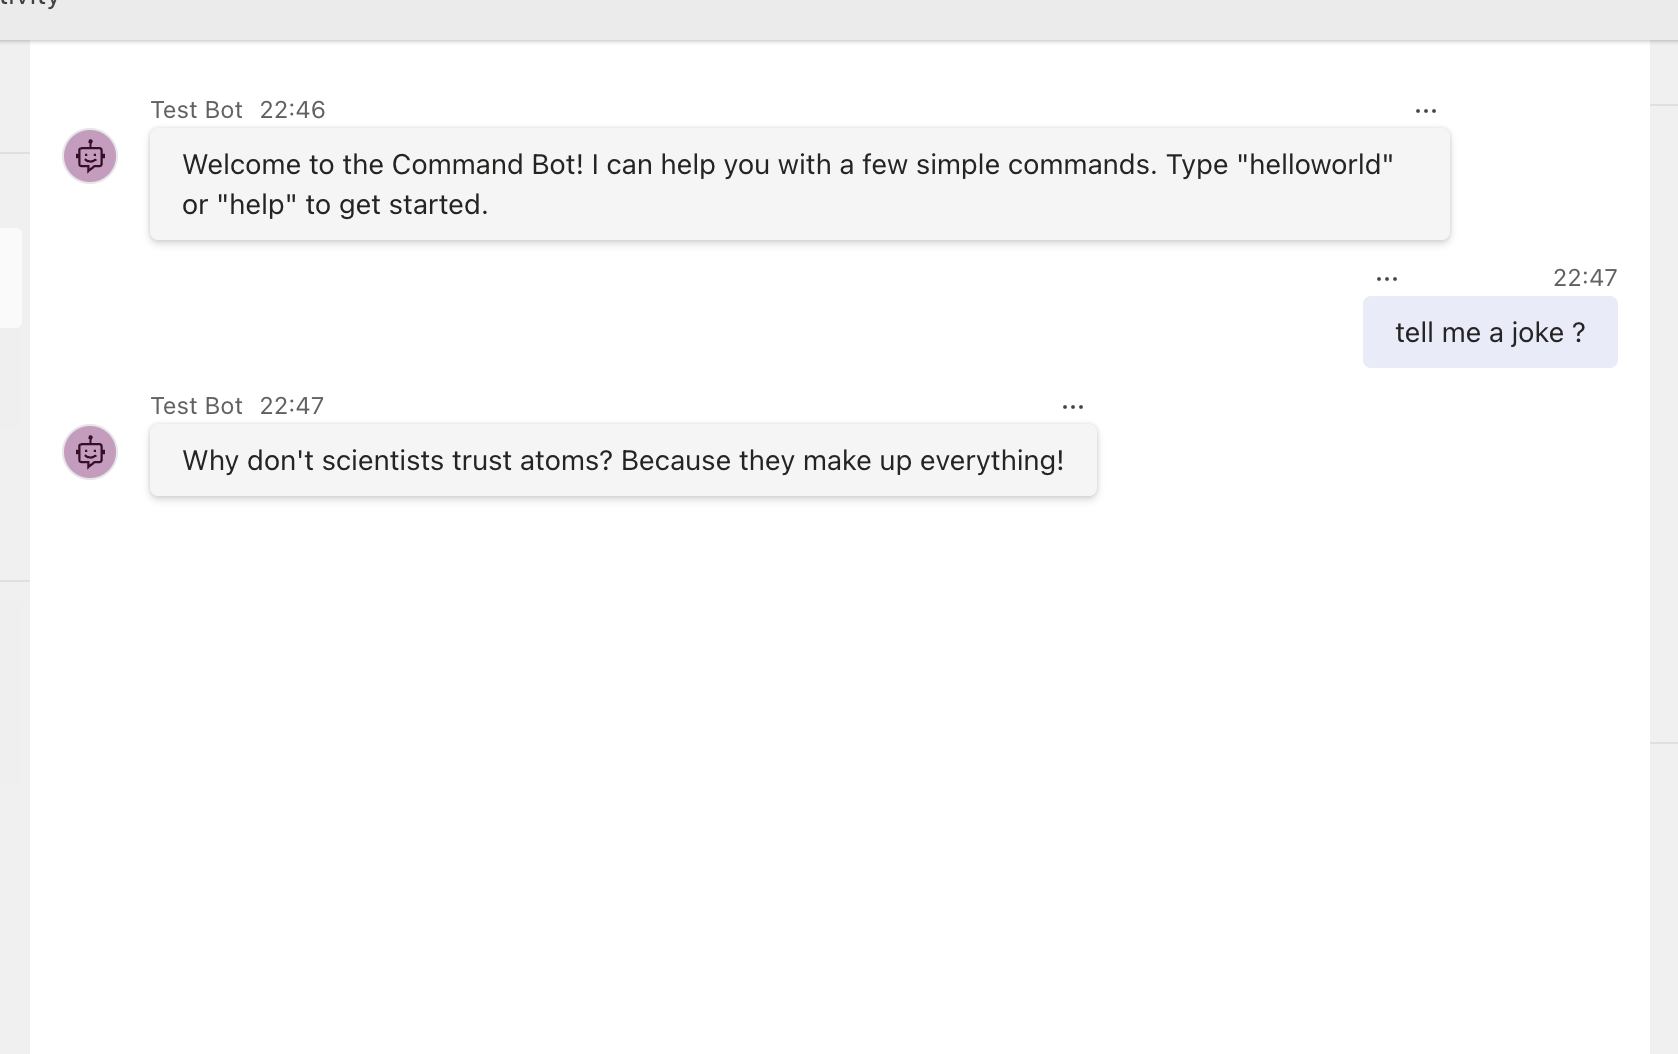 Test Bot 22:46
Welcome to the Command Bot! I can help you with a few simple commands. Type "helloworld"
or "help" to get started.
22:47
tell me a joke ?
Test Bot 22:47
Why don't scientists trust atoms? Because they make up everything!